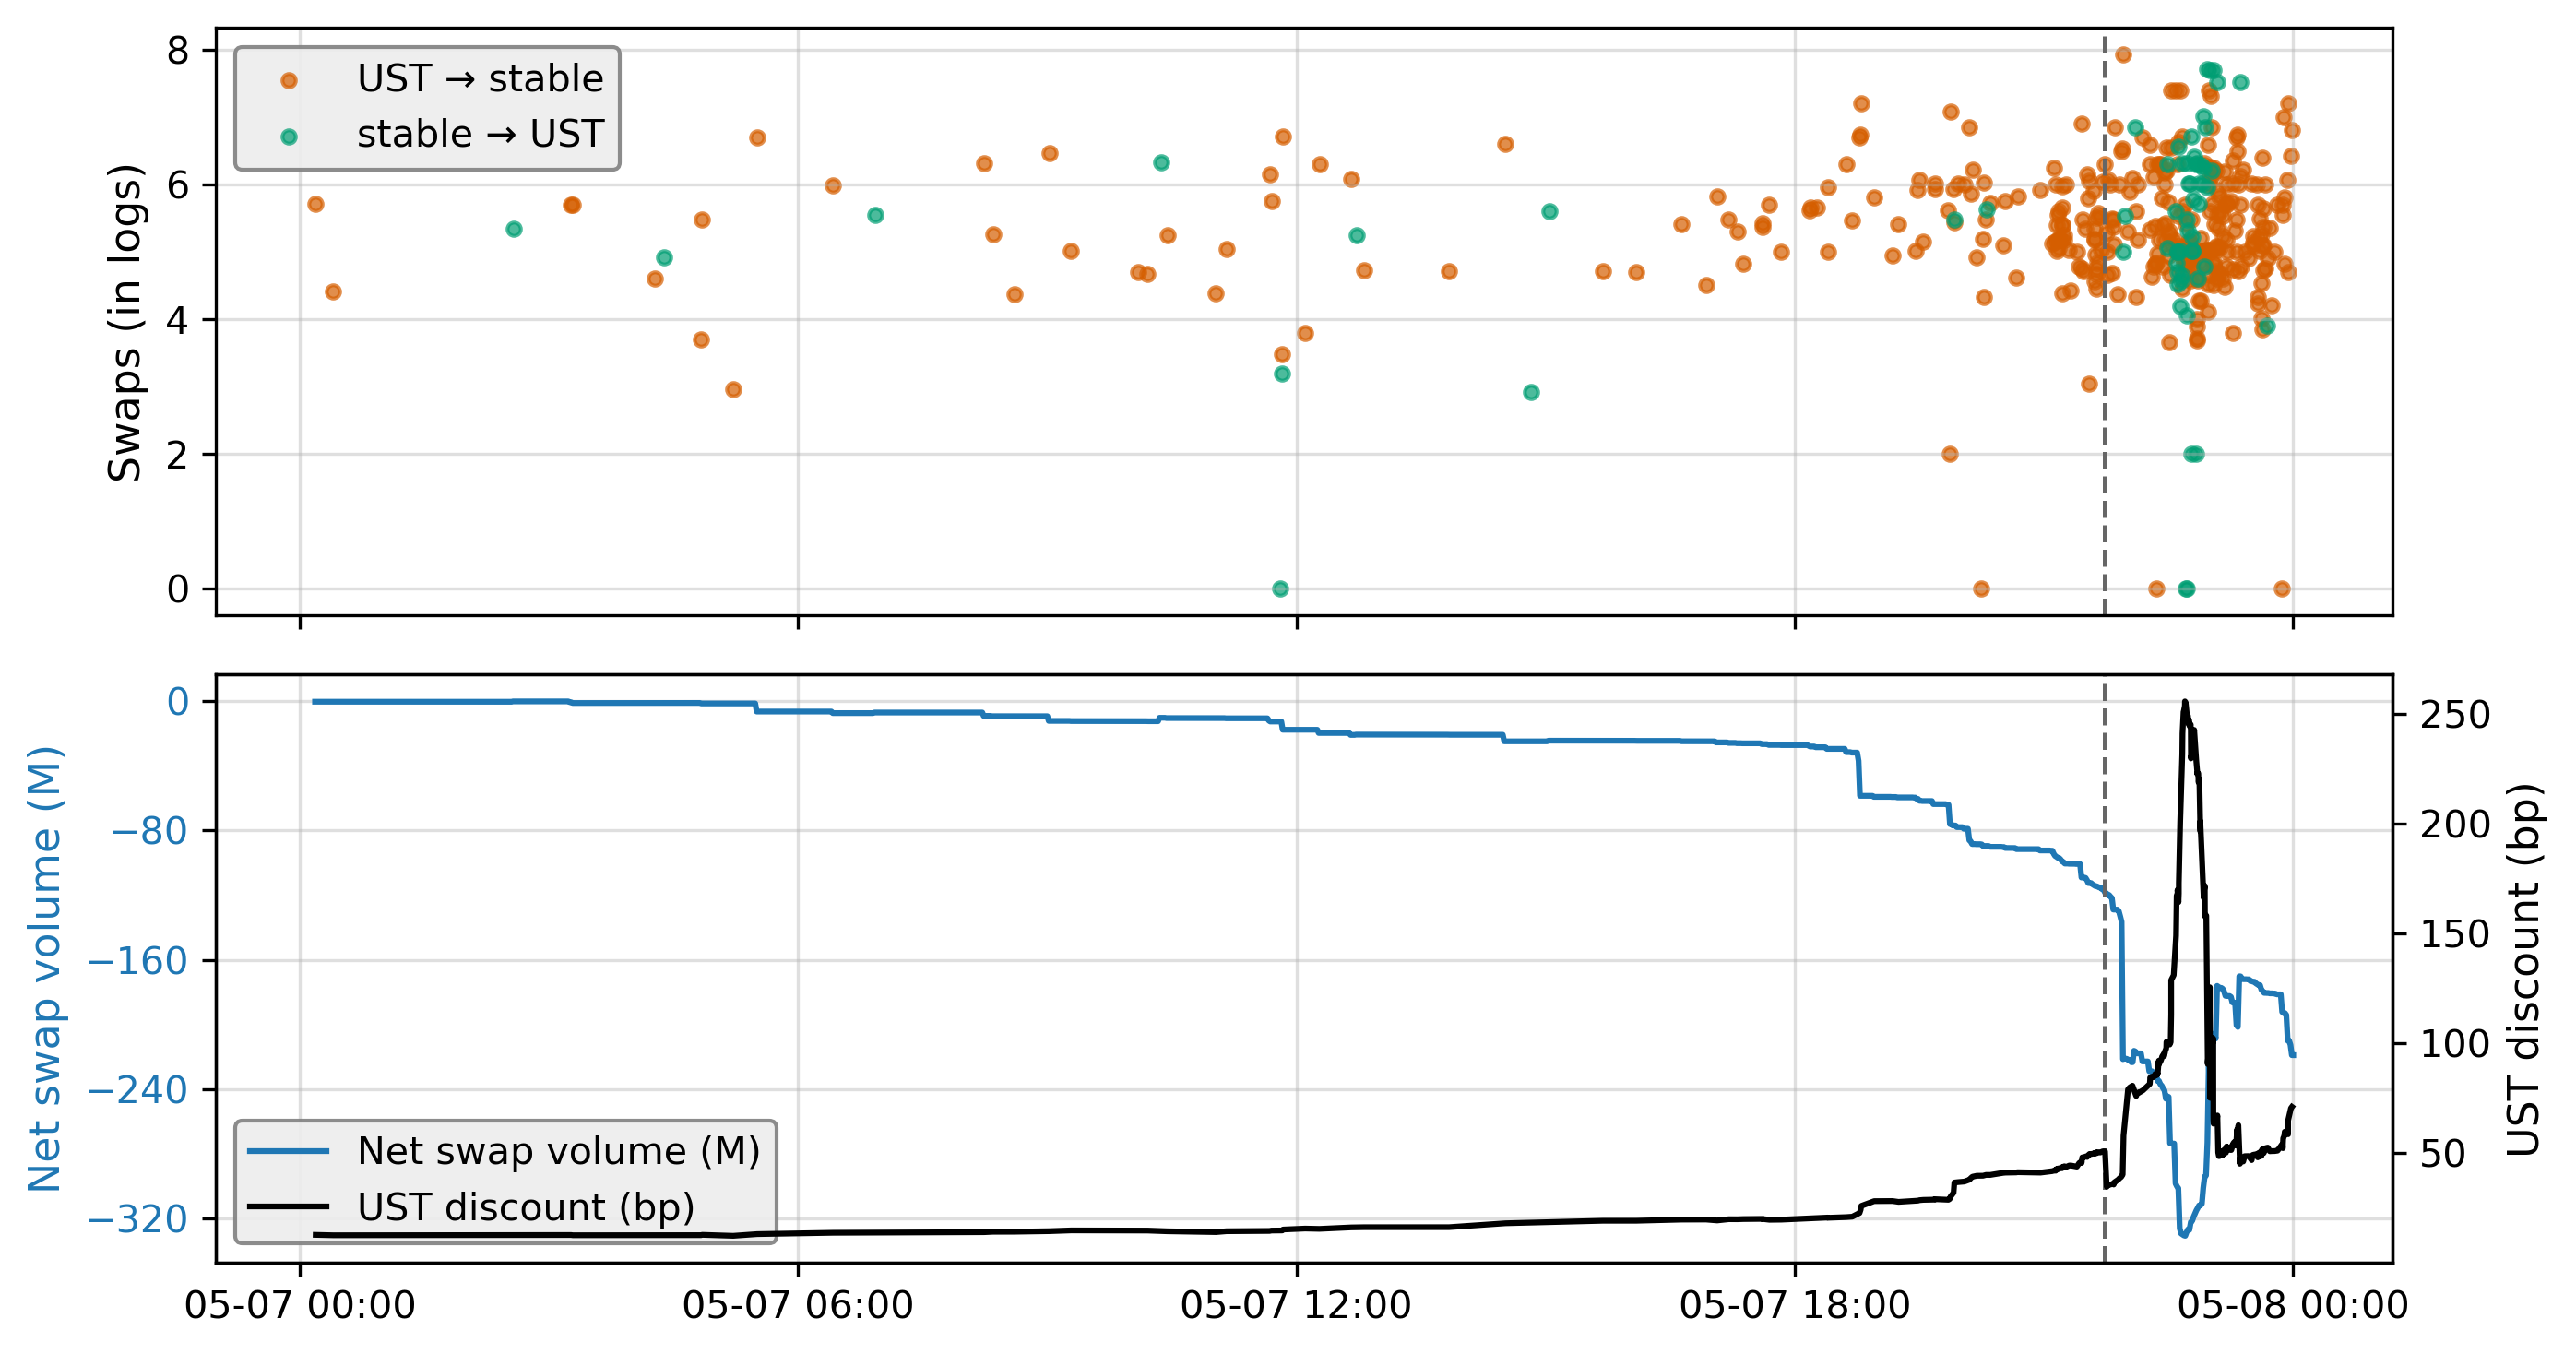 Swaps (in logs)
8
6
4
2
0
UST → stable
stable → UST
Net swap volume (M)
0
−80
−160
−240
−320
Net swap volume (M)
UST discount (bp)
250
200
150
100
50
UST discount (bp)
05-07 00:00
05-07 06:00
05-07 12:00
05-07 18:00
05-08 00:00